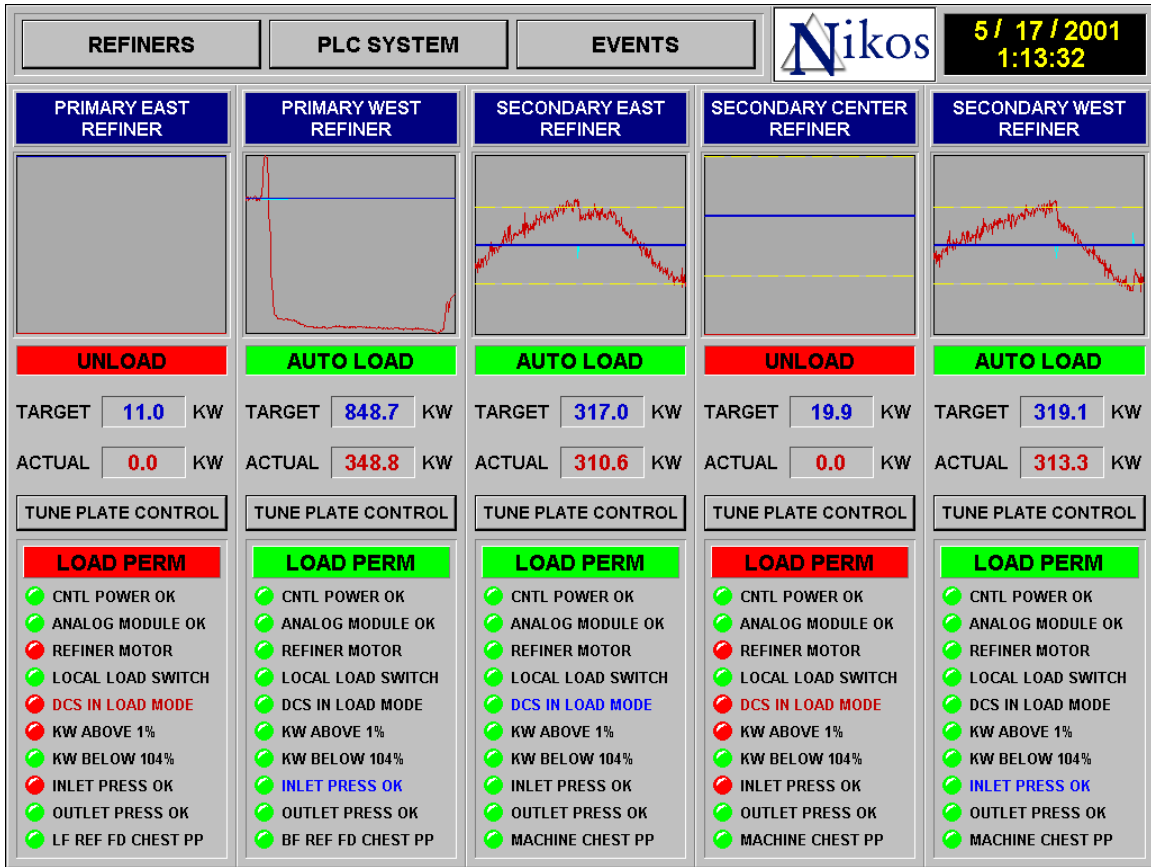 REFINERS
PLC SYSTEM
EVENTS
Nikos
5/ 17 / 2001
1:13:32
PRIMARY EAST
REFINER
UNLOAD
TARGET 11.0 KW
ACTUAL 0.0 KW
TUNE PLATE CONTROL
LOAD PERM
CNTL POWER OK
ANALOG MODULE OK
REFINER MOTOR
LOCAL LOAD SWITCH
DCS IN LOAD MODE
KW ABOVE 1%
KW BELOW 104%
INLET PRESS OK
OUTLET PRESS OK
LF REF FD CHEST PP
PRIMARY WEST
REFINER
AUTO LOAD
TARGET 848.7 KW
ACTUAL 348.8 KW
TUNE PLATE CONTROL
LOAD PERM
CNTL POWER OK
ANALOG MODULE OK
REFINER MOTOR
LOCAL LOAD SWITCH
DCS IN LOAD MODE
KW ABOVE 1%
KW BELOW 104%
INLET PRESS OK
OUTLET PRESS OK
BF REF FD CHEST PP
SECONDARY EAST
REFINER
AUTO LOAD
TARGET 317.0 KW
ACTUAL 310.6 KW
TUNE PLATE CONTROL
LOAD PERM
CNTL POWER OK
ANALOG MODULE OK
REFINER MOTOR
LOCAL LOAD SWITCH
DCS IN LOAD MODE
KW ABOVE 1%
KW BELOW 104%
INLET PRESS OK
OUTLET PRESS OK
MACHINE CHEST PP
SECONDARY CENTER
REFINER
UNLOAD
TARGET 19.9 KW
ACTUAL 0.0 KW
TUNE PLATE CONTROL
LOAD PERM
CNTL POWER OK
ANALOG MODULE OK
REFINER MOTOR
LOCAL LOAD SWITCH
DCS IN LOAD MODE
KW ABOVE 1%
KW BELOW 104%
INLET PRESS OK
OUTLET PRESS OK
MACHINE CHEST PP
SECONDARY WEST
REFINER
AUTO LOAD
TARGET 319.1 KW
ACTUAL 313.3 KW
TUNE PLATE CONTROL
LOAD PERM
CNTL POWER OK
ANALOG MODULE OK
REFINER MOTOR
LOCAL LOAD SWITCH
DCS IN LOAD MODE
KW ABOVE 1%
KW BELOW 104%
INLET PRESS OK
OUTLET PRESS OK
MACHINE CHEST PP